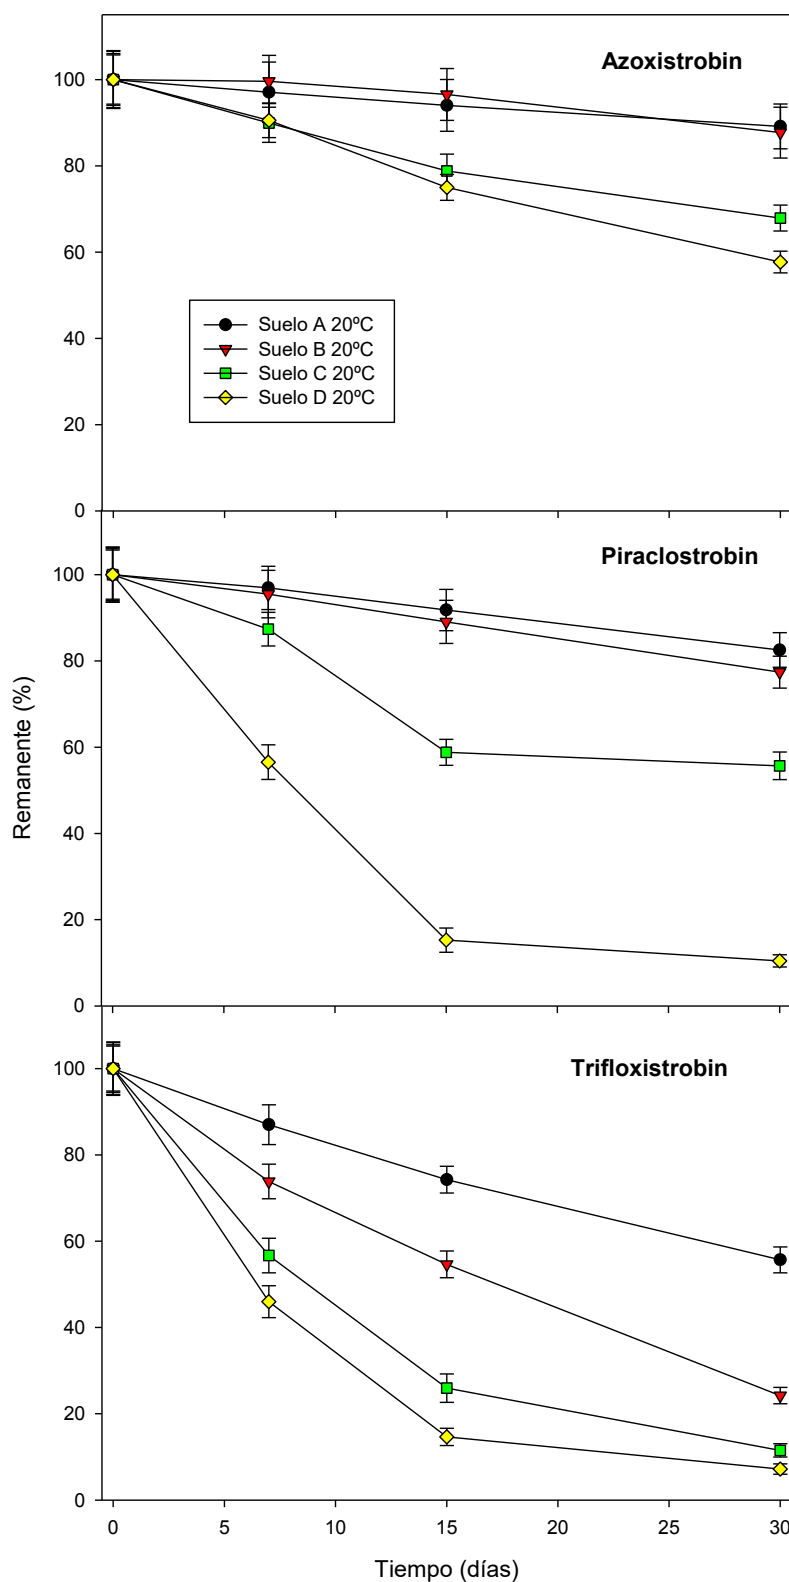 Azoxistrobin
100
80
60
40
20
0
Suelo A 20ºC
Suelo B 20ºC
Suelo C 20ºC
Suelo D 20ºC
Piraclostrobin
100
80
60
40
20
0
Remanente (%)
Trifloxistrobin
100
80
60
40
20
0
0 5 10 15 20 25 30
Tiempo (días)